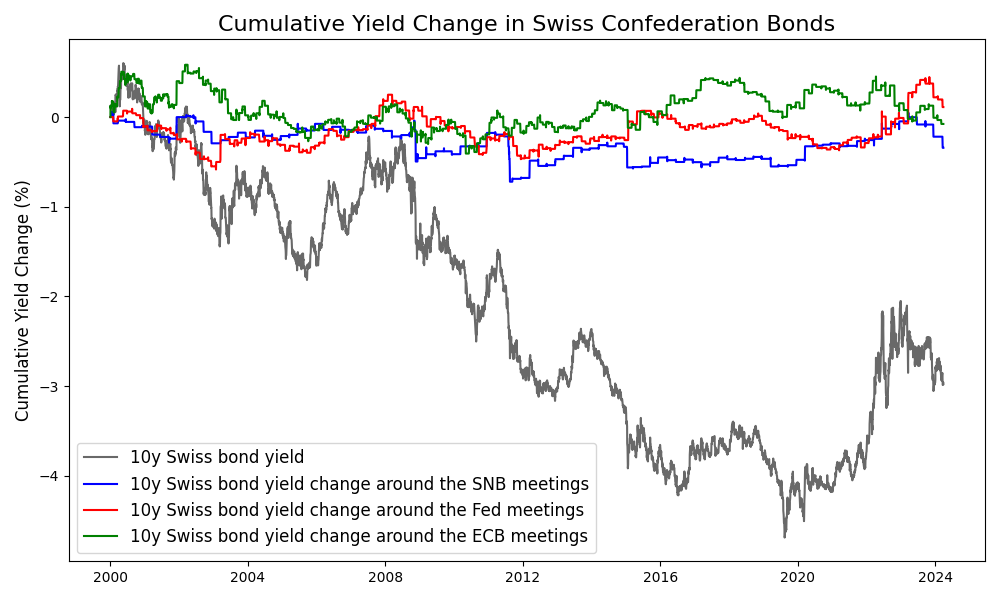 Cumulative Yield Change in Swiss Confederation Bonds
Cumulative Yield Change (%)
0
−1
−2
−3
−4
10y Swiss bond yield
10y Swiss bond yield change around the SNB meetings
10y Swiss bond yield change around the Fed meetings
10y Swiss bond yield change around the ECB meetings
2000 2004 2008 2012 2016 2020 2024